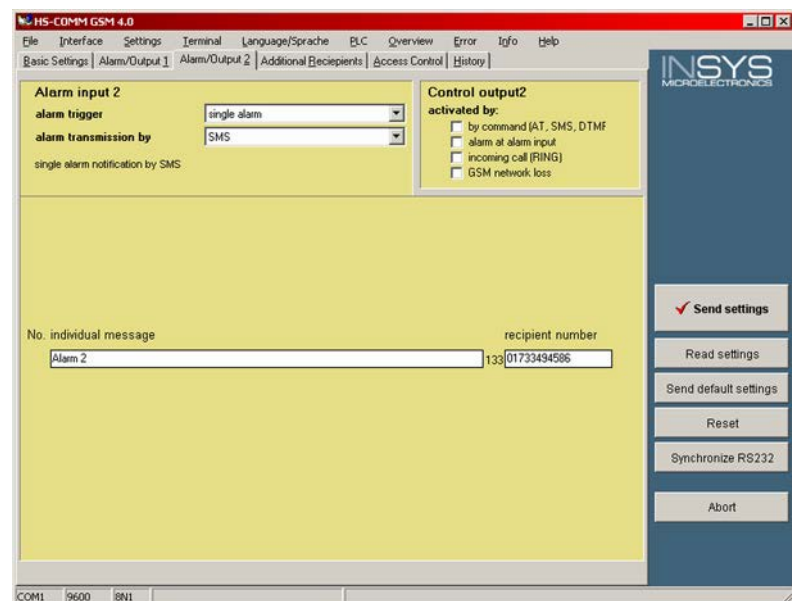 HS-COMM GSM 4.0
File Interface Settings Terminal Language/Sprache PLC Overview Error Info Help
Basic Settings Alarm/Output 1 Alarm/Output 2 Additional Reciepients Access Control History
INSYS
MICROELECTRONICS
Alarm input 2
alarm trigger single alarm
alarm transmission by SMS
single alarm notification by SMS
Control output2
activated by:
by command (AT, SMS, DTMF
alarm at alarm input
incoming call (RING)
GSM network loss
Send settings
Read settings
Send default settings
Reset
Synchronize RS232
Abort
No. individual message recipient number
Alarm 2 133 01733494586
COM1 9600 8N1